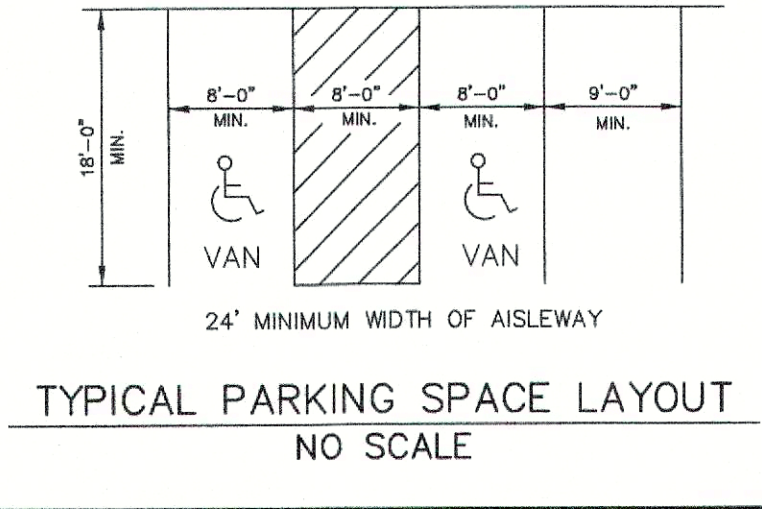 8'-0" 8'-0" 8'-0" 9'-0"
MIN. MIN. MIN. MIN.
18'-0"
MIN.
VAN VAN
24' MINIMUM WIDTH OF AISLEWAY
TYPICAL PARKING SPACE LAYOUT
NO SCALE